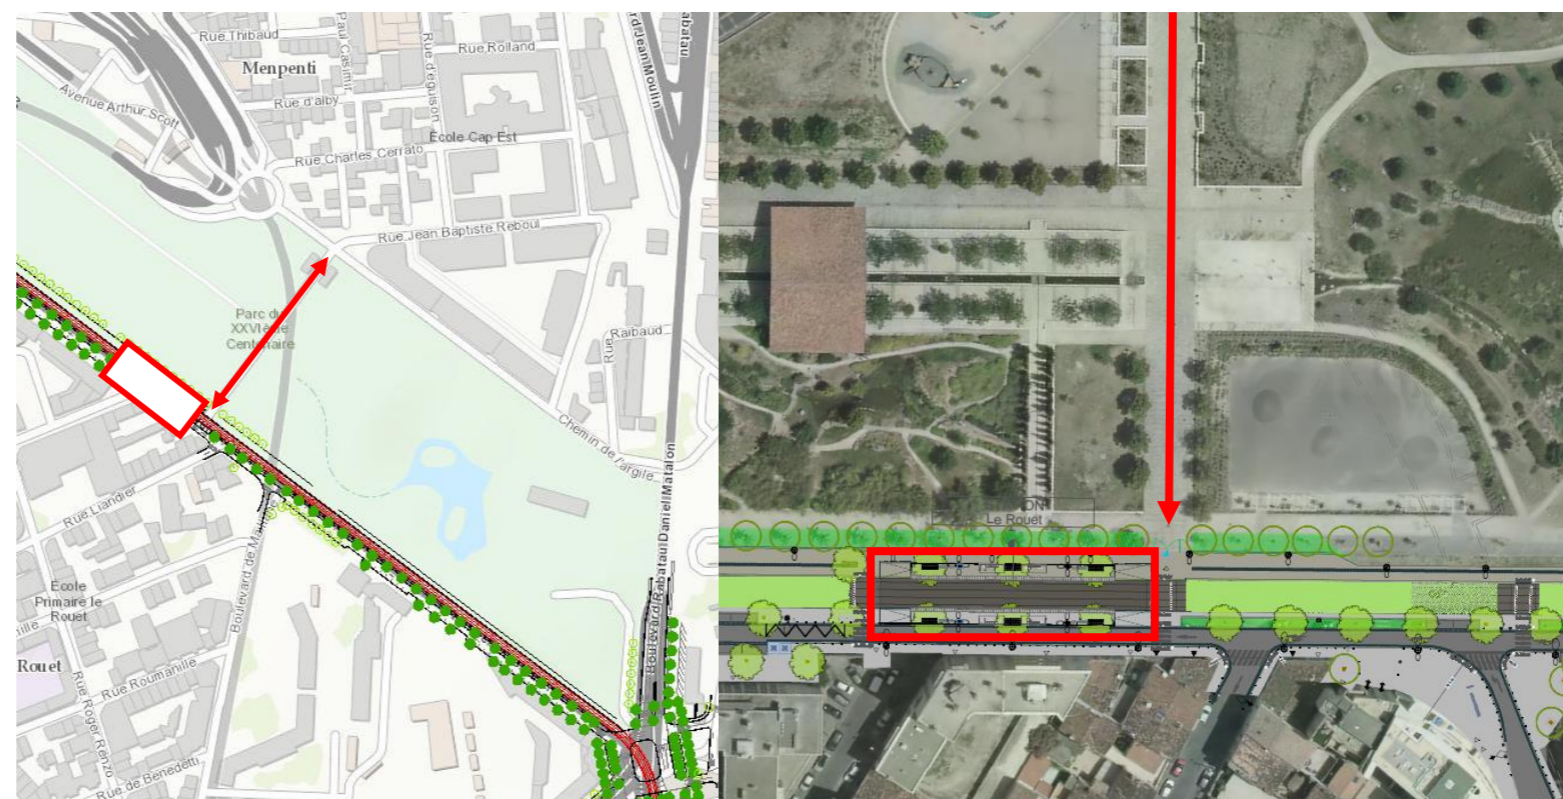 Rue Thibaud
Paul Casimir
Rue Rolland
Menpenti
Rue d'eguison
Avenue Arthur Scott
Rue d'alby
École Cap Est
Rue Charles Cerrato
Rabatau
Jean Moulin
Rue Jean Baptiste Reboul
Parc du
XXVIème
Centenaire
Rue Raibaud
Chemin de l'argile
Rue Liandier
Boulevard de Ma
École
Primaire le
Rouet
Boulevard Rabatau Daniel Matalon
Rouet
Rue Roumanille
Rue Roger Renzo
Rue de Benedetti
Le Rouet